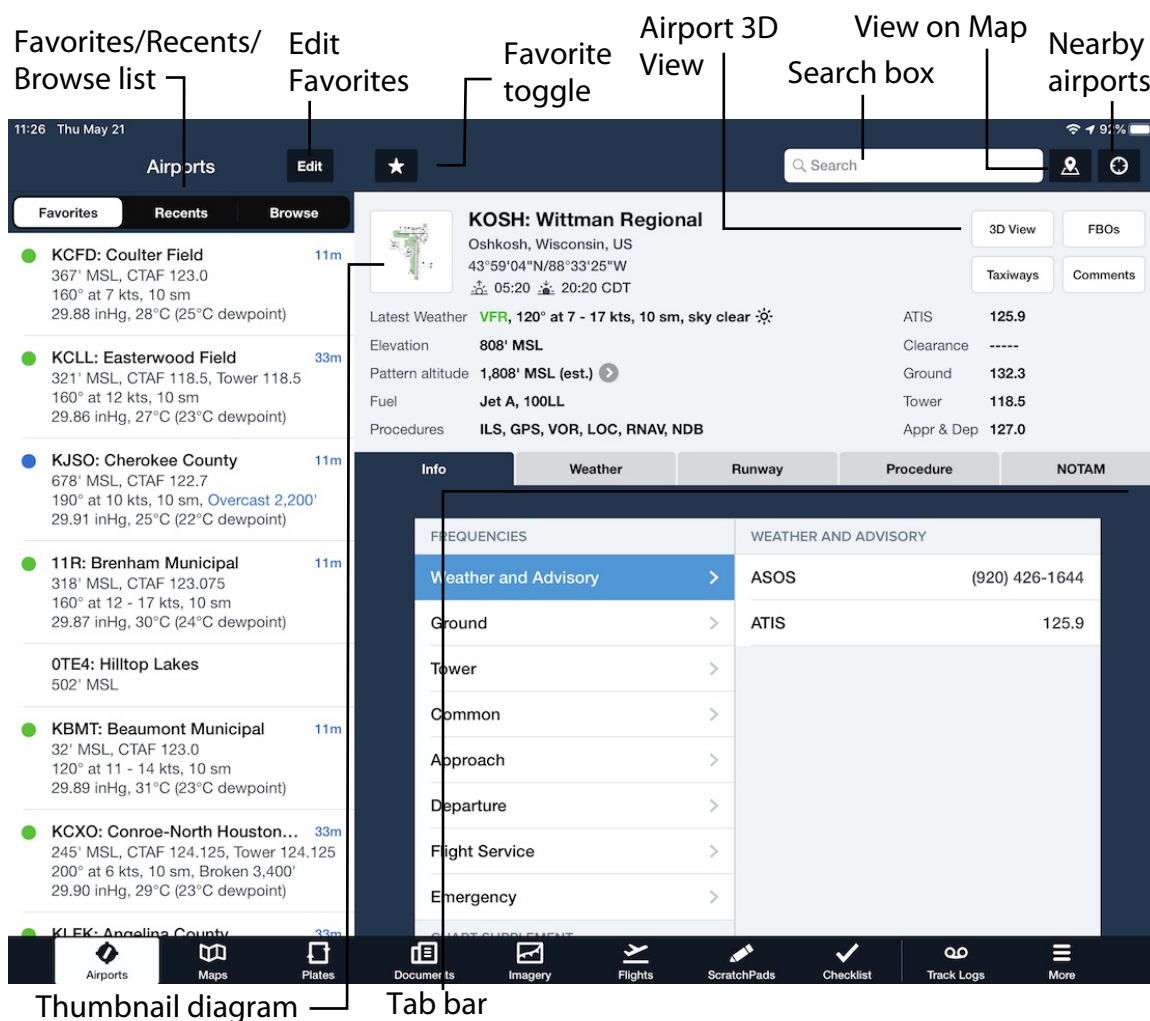 Favorites/Recents/
Browse list
Edit
Favorites
Favorite
toggle
Airport 3D
View
Search box
View on Map
Nearby
airports
11:26 Thu May 21
92%
Airports
Edit
Search
Favorites Recents Browse
KCFD: Coulter Field 11m
367' MSL, CTAF 123.0
160° at 7 kts, 10 sm
29.88 inHg, 28°C (25°C dewpoint)
KCLL: Easterwood Field 33m
321' MSL, CTAF 118.5, Tower 118.5
160° at 12 kts, 10 sm
29.86 inHg, 27°C (23°C dewpoint)
KJSO: Cherokee County 11m
678' MSL, CTAF 122.7
190° at 10 kts, 10 sm, Overcast 2,200'
29.91 inHg, 25°C (22°C dewpoint)
11R: Brenham Municipal 11m
318' MSL, CTAF 123.075
160° at 12 - 17 kts, 10 sm
29.87 inHg, 30°C (24°C dewpoint)
0TE4: Hilltop Lakes
502' MSL
KBMT: Beaumont Municipal 11m
32' MSL, CTAF 123.0
120° at 11 - 14 kts, 10 sm
29.89 inHg, 31°C (23°C dewpoint)
KCXO: Conroe-North Houston... 33m
245' MSL, CTAF 124.125, Tower 124.125
200° at 6 kts, 10 sm, Broken 3,400'
29.90 inHg, 29°C (23°C dewpoint)
KLFK: Angelina County 33m
KOSH: Wittman Regional
Oshkosh, Wisconsin, US
43°59'04"N/88°33'25"W
05:20 20:20 CDT
3D View FBOs
Taxiways Comments
Latest Weather VFR, 120° at 7 - 17 kts, 10 sm, sky clear
Elevation 808' MSL
Pattern altitude 1,808' MSL (est.)
Fuel Jet A, 100LL
Procedures ILS, GPS, VOR, LOC, RNAV, NDB
ATIS 125.9
Clearance -----
Ground 132.3
Tower 118.5
Appr & Dep 127.0
Info Weather Runway Procedure NOTAM
FREQUENCIES
Weather and Advisory
Ground
Tower
Common
Approach
Departure
Flight Service
Emergency
CHART SUPPLEMENT
WEATHER AND ADVISORY
ASOS (920) 426-1644
ATIS 125.9
Airports Maps Plates Documents Imagery Flights ScratchPads Checklist Track Logs More
Thumbnail diagram
Tab bar